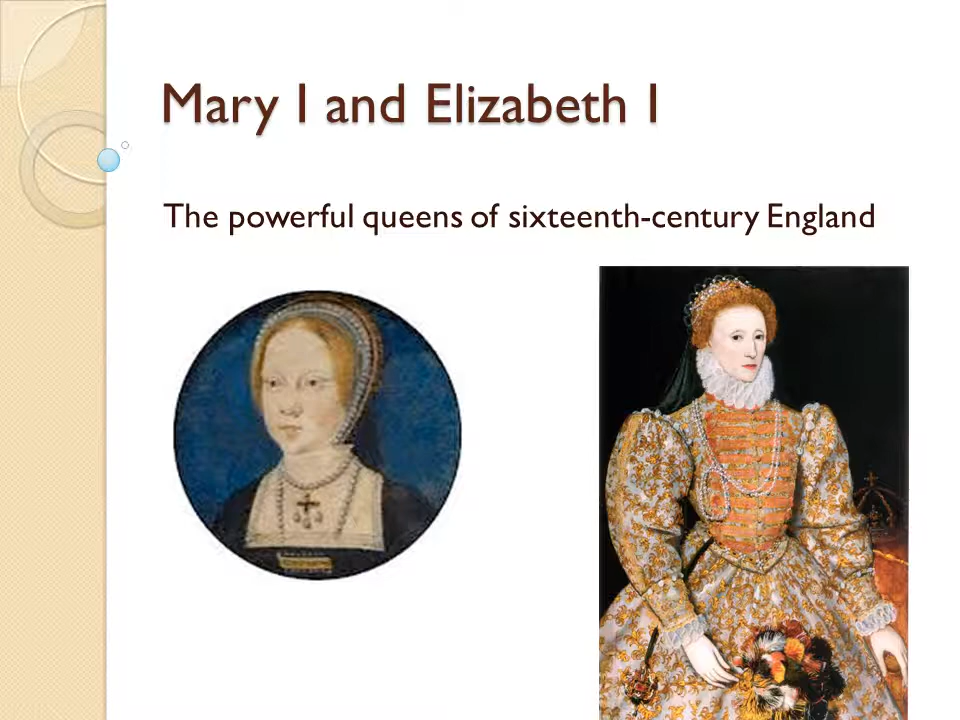 Mary I and Elizabeth I
The powerful queens of sixteenth-century England